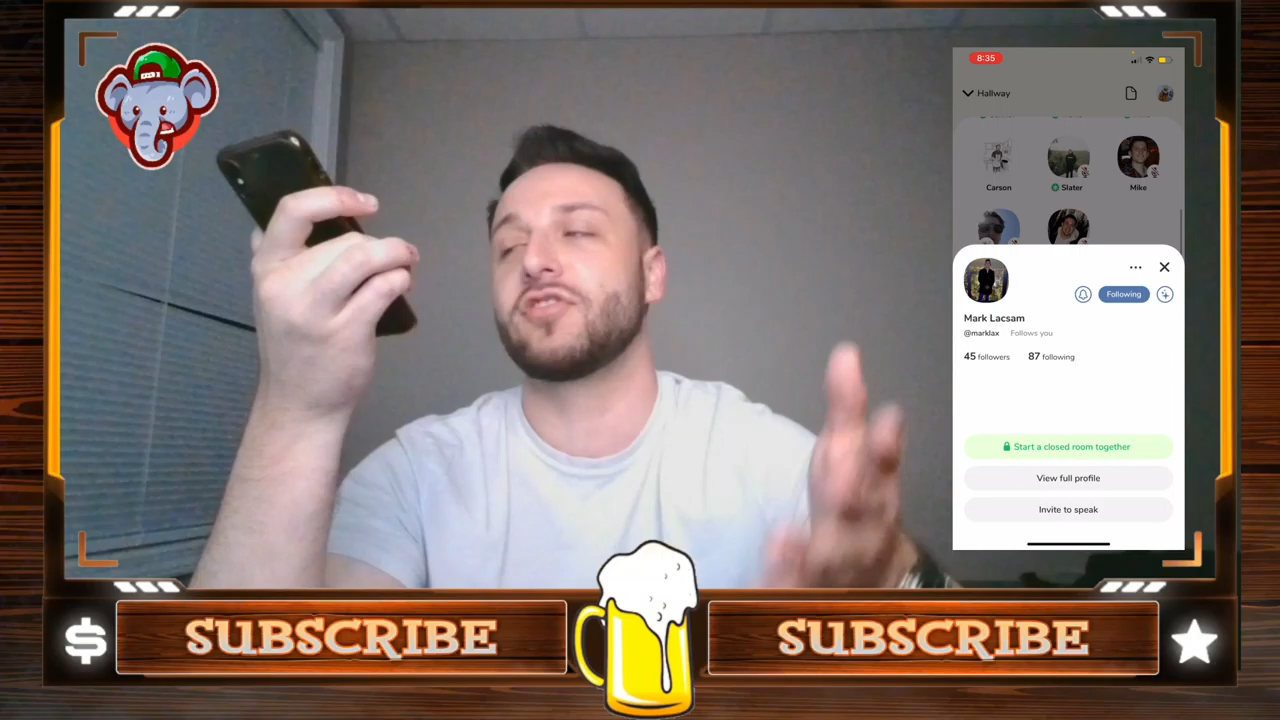 8:35
Hallway
Carson
Slater
Mike
Following
Mark Lacsam
@marklax Follows you
45 followers 87 following
Start a closed room together
View full profile
Invite to speak
$
SUBSCRIBE
SUBSCRIBE